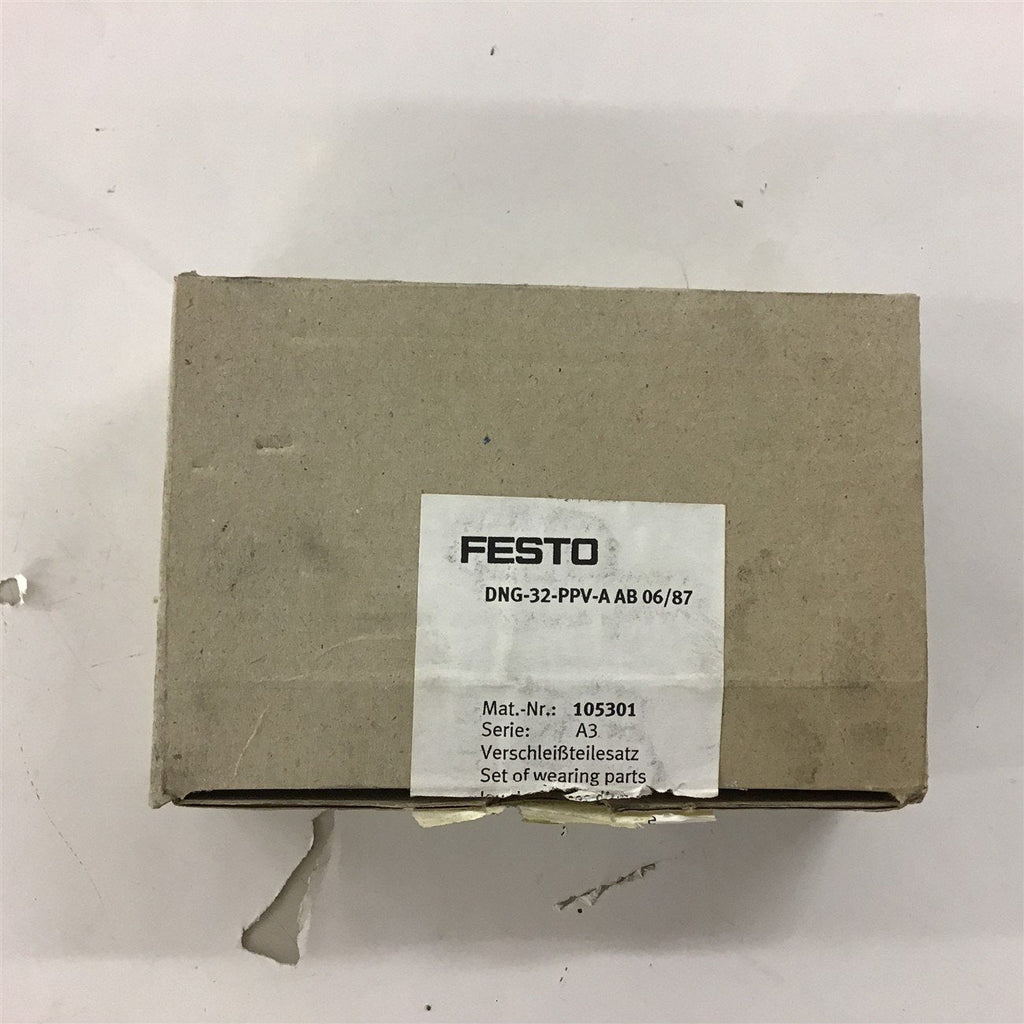 FESTO
DNG-32-PPV-A AB 06/87
Mat.-Nr.: 105301
Serie: A3
Verschleißteilesatz
Set of wearing parts